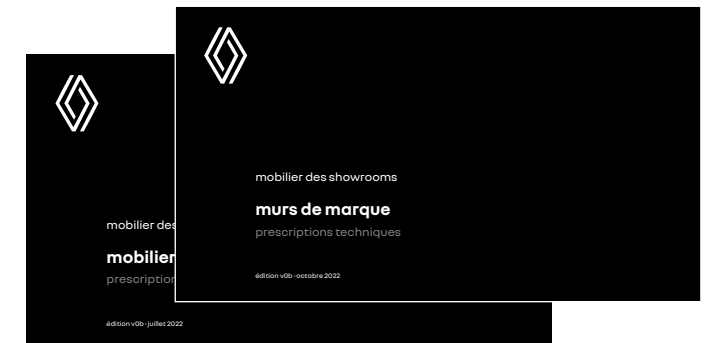 mobilier des showrooms
murs de marque
prescriptions techniques
édition v0b - octobre 2022
mobilier des
mobilier
prescription
édition v0b - juillet 2022